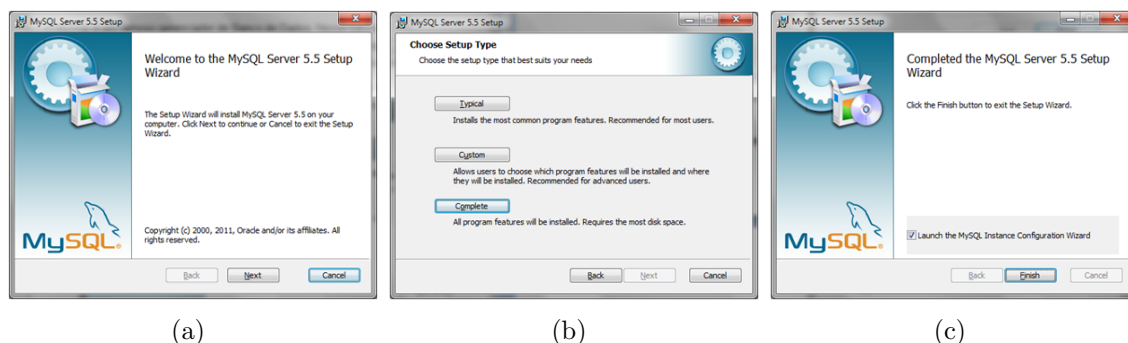 MySQL Server 5.5 Setup
Welcome to the MySQL Server 5.5 Setup
Wizard
The Setup Wizard will install MySQL Server 5.5 on your
computer. Click Next to continue or Cancel to exit the Setup
Wizard.
Copyright (c) 2000, 2011, Oracle and/or its affiliates. All
rights reserved.
MySQL
Back Next Cancel
(a)
MySQL Server 5.5 Setup
Choose Setup Type
Choose the setup type that best suits your needs
Typical
Installs the most common program features. Recommended for most users.
Custom
Allows users to choose which program features will be installed and where
they will be installed. Recommended for advanced users.
Complete
All program features will be installed. Requires the most disk space.
Back Next Cancel
(b)
MySQL Server 5.5 Setup
Completed the MySQL Server 5.5 Setup
Wizard
Click the Finish button to exit the Setup Wizard.
MySQL
Launch the MySQL Instance Configuration Wizard
Back Finish Cancel
(c)